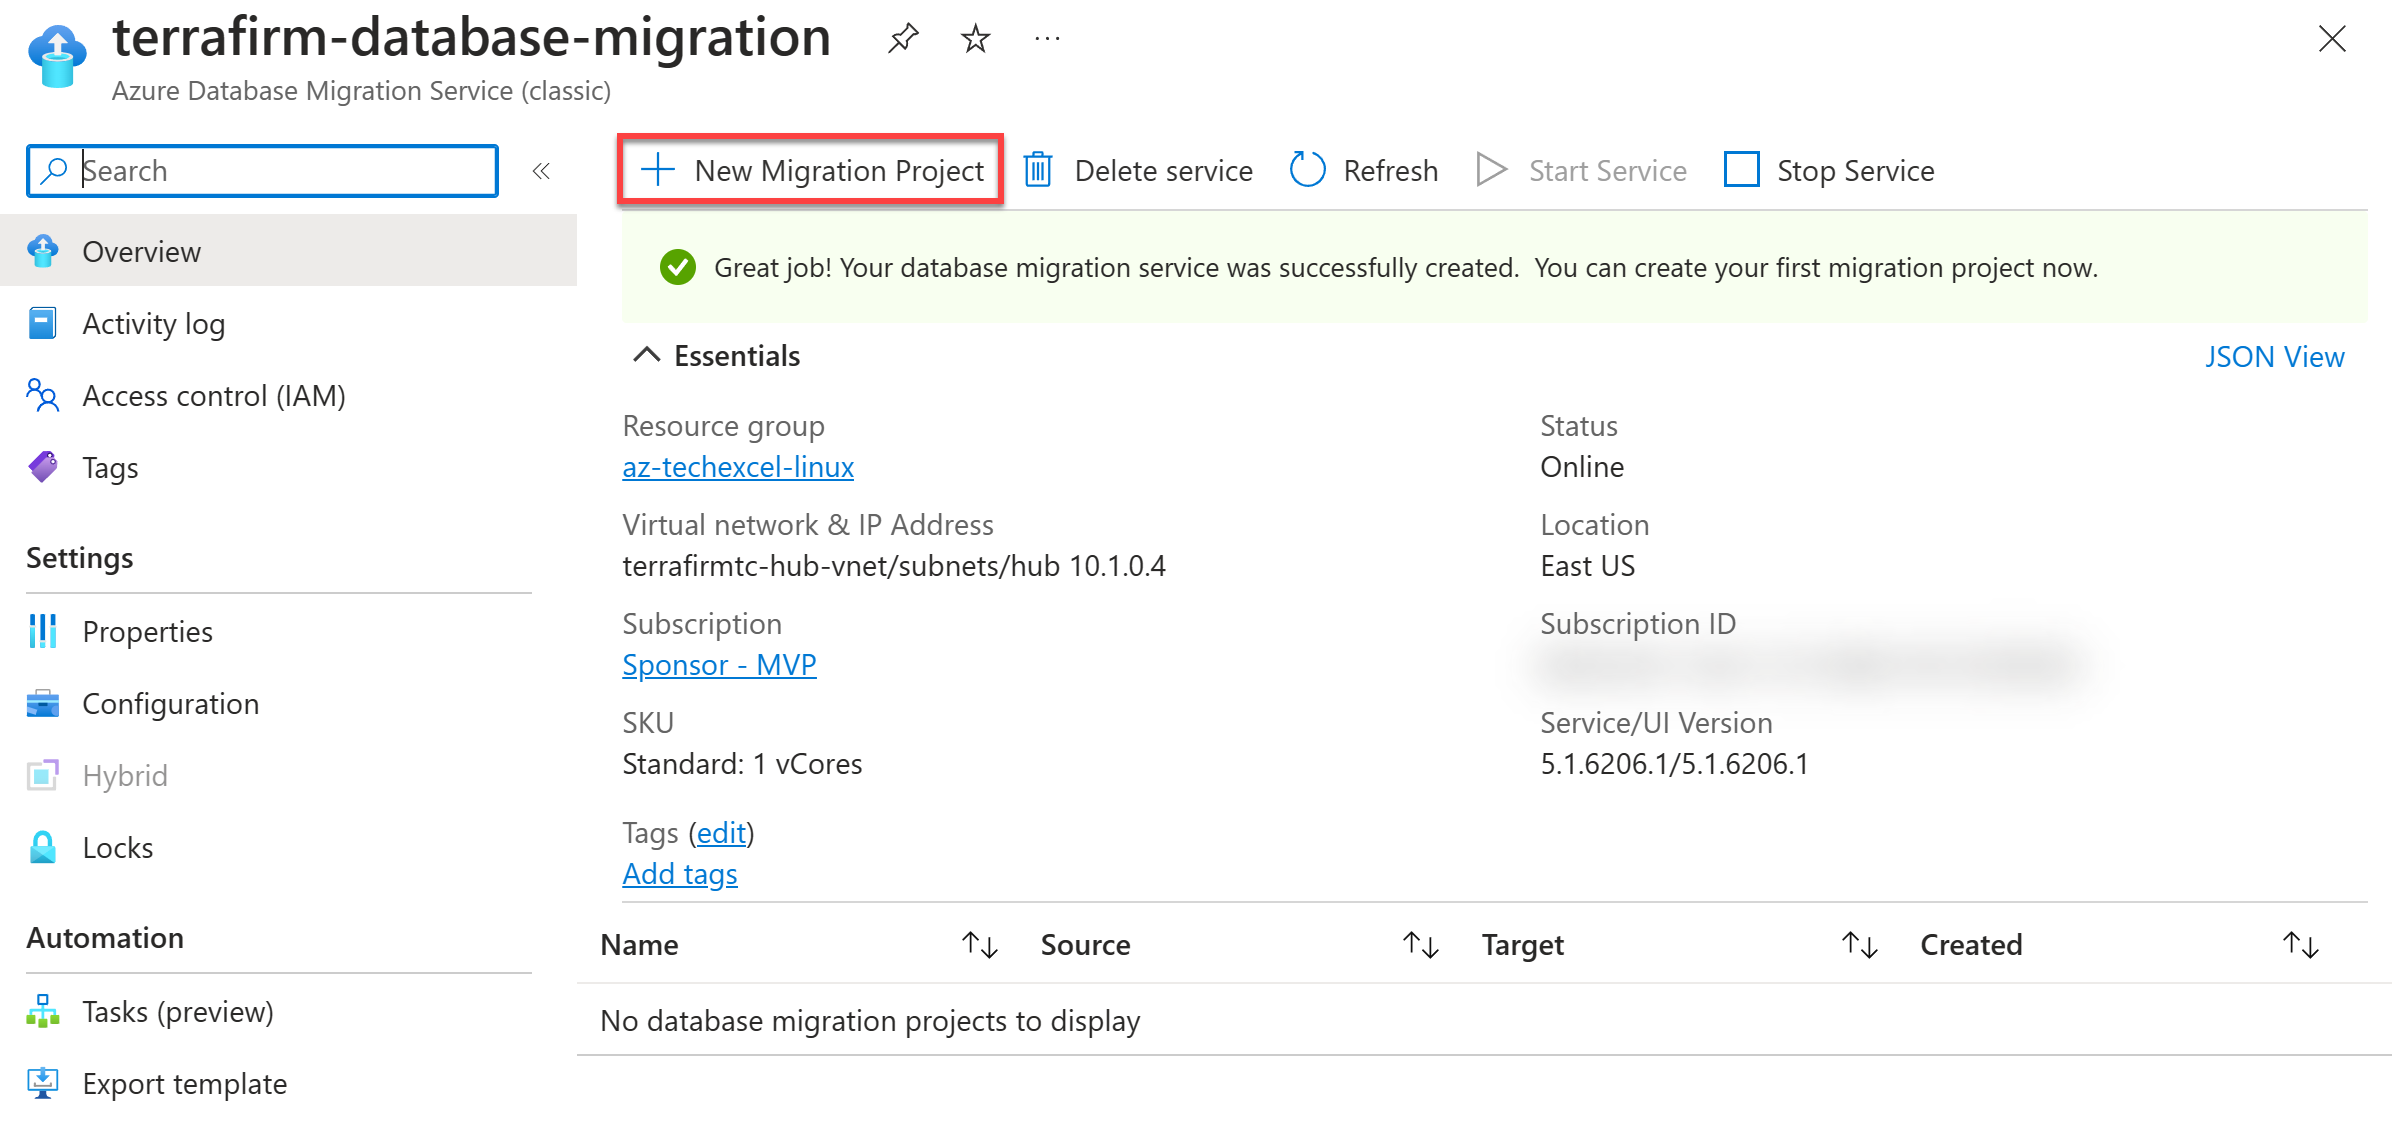 terrafirm-database-migration
Azure Database Migration Service (classic)
Search
New Migration Project
Delete service
Refresh
Start Service
Stop Service
Overview
Activity log
Access control (IAM)
Tags
Settings
Properties
Configuration
Hybrid
Locks
Automation
Tasks (preview)
Export template
Great job! Your database migration service was successfully created. You can create your first migration project now.
Essentials
JSON View
Resource group
az-techexcel-linux
Status
Online
Virtual network & IP Address
terrafirmtc-hub-vnet/subnets/hub 10.1.0.4
Location
East US
Subscription
Sponsor - MVP
Subscription ID
SKU
Standard: 1 vCores
Service/UI Version
5.1.6206.1/5.1.6206.1
Tags (edit)
Add tags
Name
Source
Target
Created
No database migration projects to display